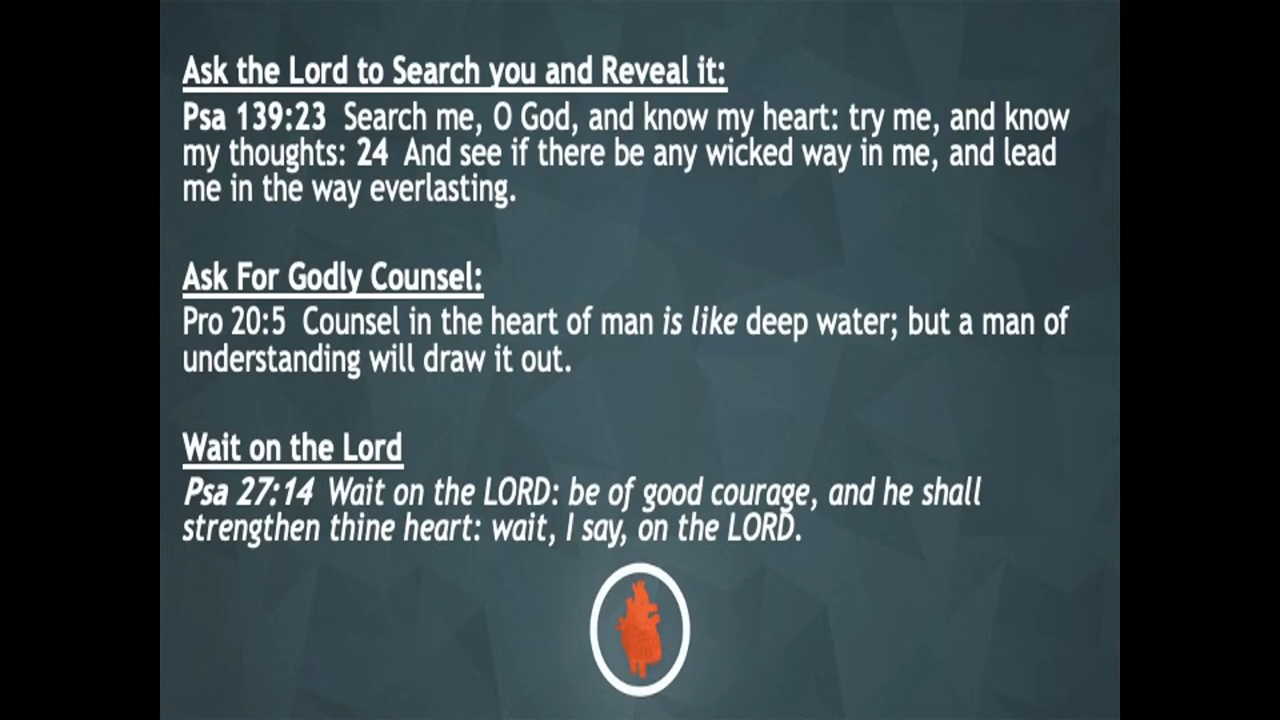 Ask the Lord to Search you and Reveal it:
Psa 139:23 Search me, O God, and know my heart: try me, and know
my thoughts: 24 And see if there be any wicked way in me, and lead
me in the way everlasting.
Ask For Godly Counsel:
Pro 20:5 Counsel in the heart of man is like deep water; but a man of
understanding will draw it out.
Wait on the Lord
Psa 27:14 Wait on the LORD: be of good courage, and he shall
strengthen thine heart: wait, I say, on the LORD.